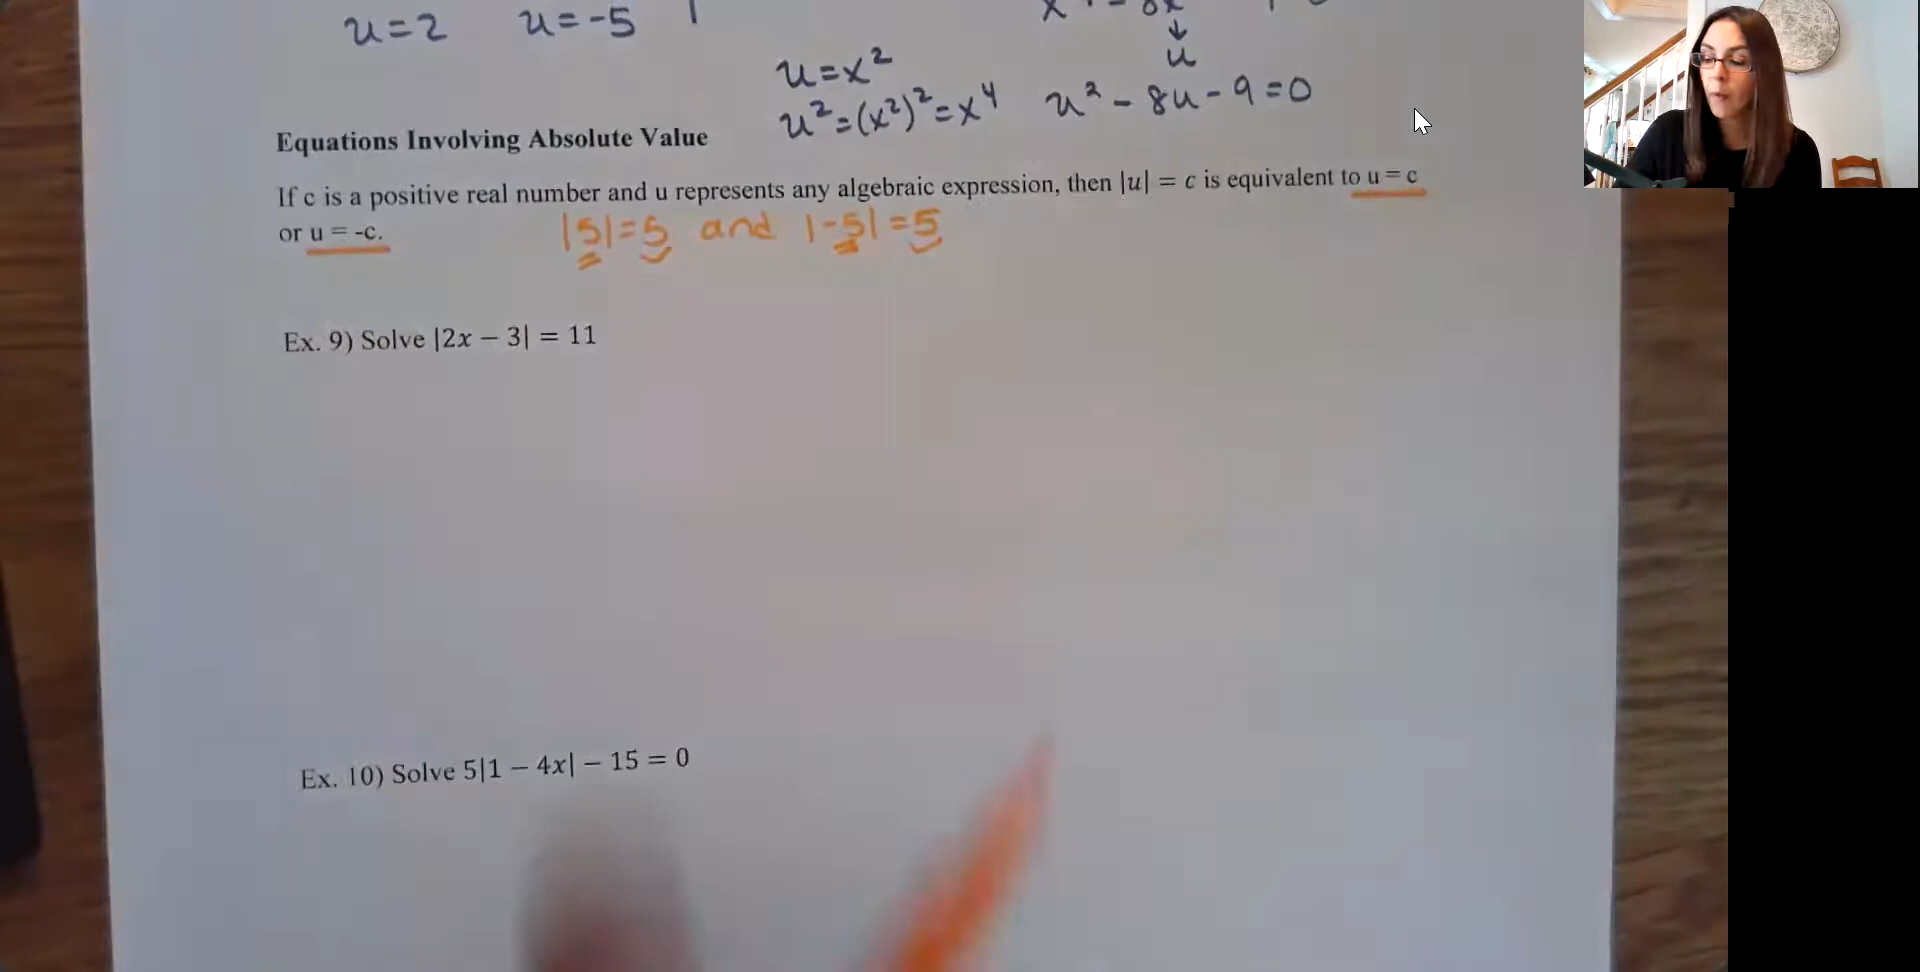 u=2 u=-5
u=x²
u
u²=(x²)²=x⁴ u²-8u-9=0
Equations Involving Absolute Value
If c is a positive real number and u represents any algebraic expression, then |u| = c is equivalent to u = c
or u = -c.
|5|=5 and |-5|=5
Ex. 9) Solve |2x − 3| = 11
Ex. 10) Solve 5|1 − 4x| − 15 = 0